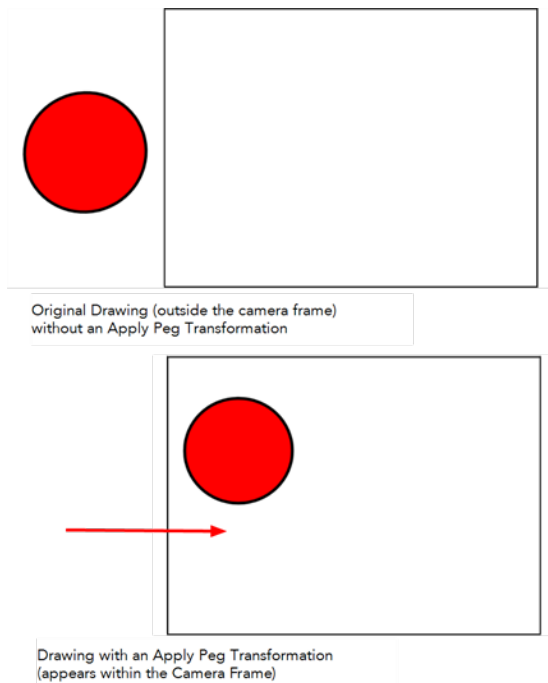 Original Drawing (outside the camera frame)
without an Apply Peg Transformation
Drawing with an Apply Peg Transformation
(appears within the Camera Frame)